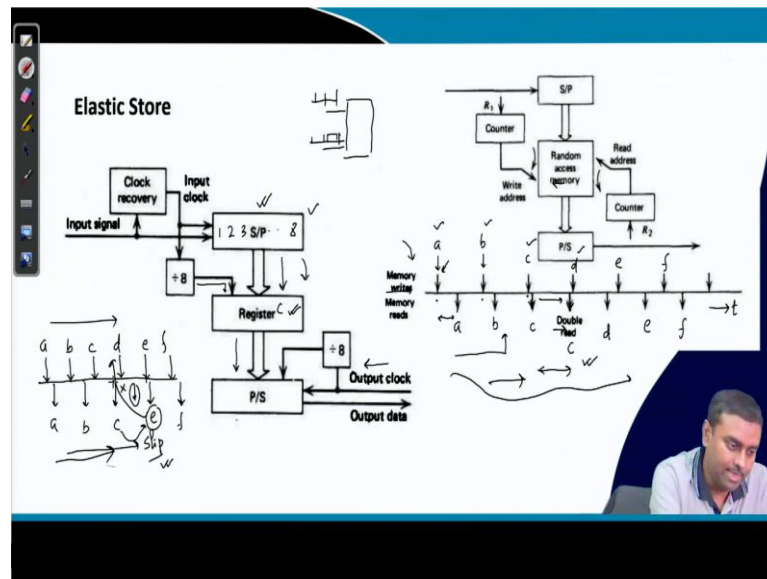 Elastic Store
Clock recovery
Input clock
Input signal
1 2 3 S/P · · 8
÷8
Register C
÷8
Output clock
P/S
Output data
a b c d e f
a b c e f
Slip
S/P
R1
Counter
Random access memory
Read address
Write address
Counter
R2
P/S
a b c d e f
Memory writes
Memory reads
t
a b c Double read d e f
c